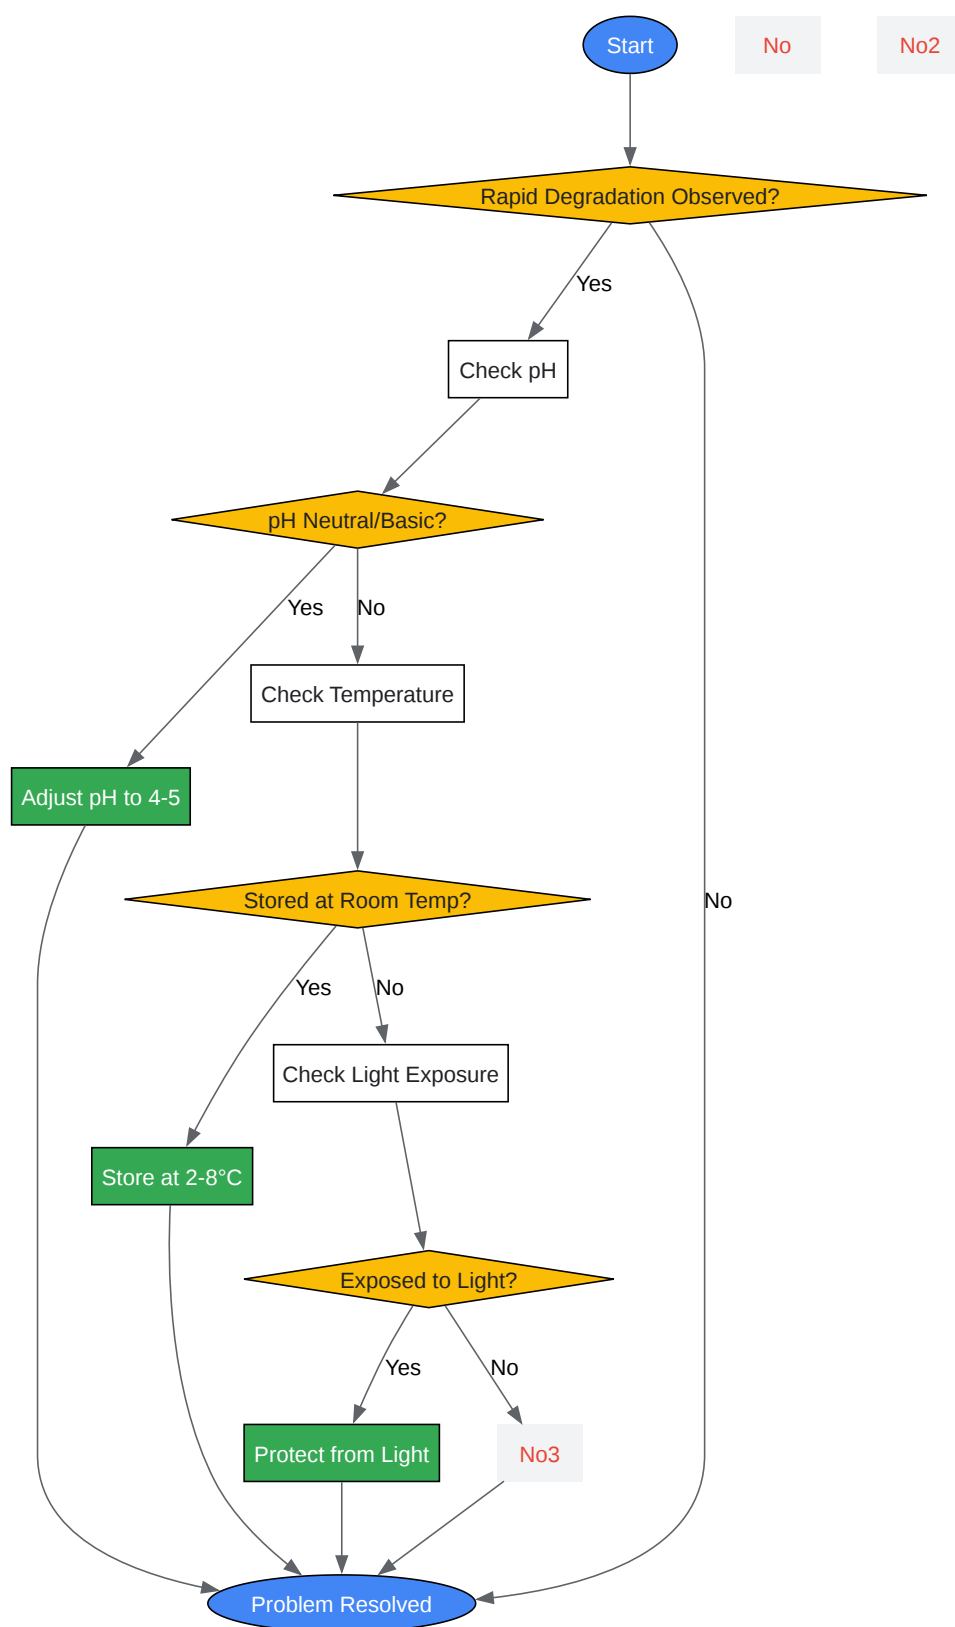 Start
No
No2
Rapid Degradation Observed?
Yes
Check pH
pH Neutral/Basic?
Yes
No
Check Temperature
Adjust pH to 4-5
Stored at Room Temp?
No
Yes
No
Check Light Exposure
Store at 2-8°C
Exposed to Light?
Yes
No
Protect from Light
No3
Problem Resolved